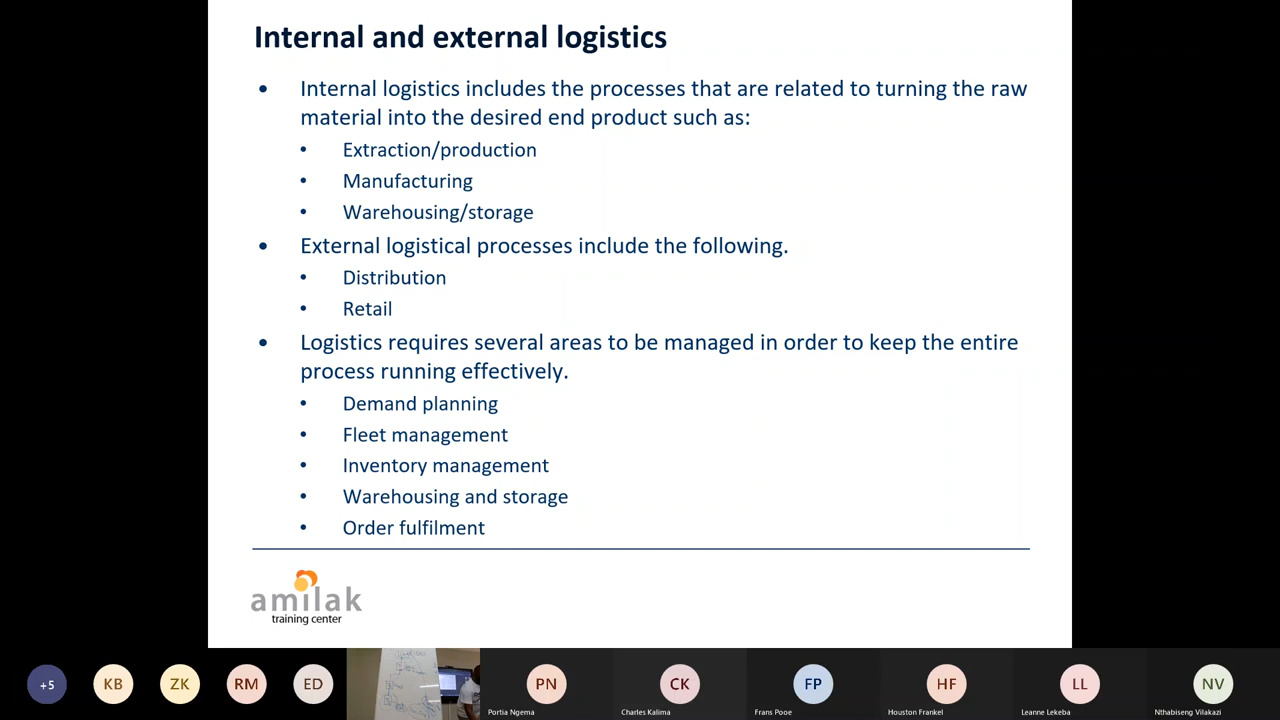 Internal and external logistics
• Internal logistics includes the processes that are related to turning the raw
material into the desired end product such as:
• Extraction/production
• Manufacturing
• Warehousing/storage
• External logistical processes include the following.
• Distribution
• Retail
• Logistics requires several areas to be managed in order to keep the entire
process running effectively.
• Demand planning
• Fleet management
• Inventory management
• Warehousing and storage
• Order fulfilment
amilak
training center
+5
KB
ZK
RM
ED
PN
CK
FP
HF
LL
NV
Portia Ngema
Charles Kalima
Frans Pooe
Houston Frankel
Leanne Lekeba
Nthabiseng Vilakazi